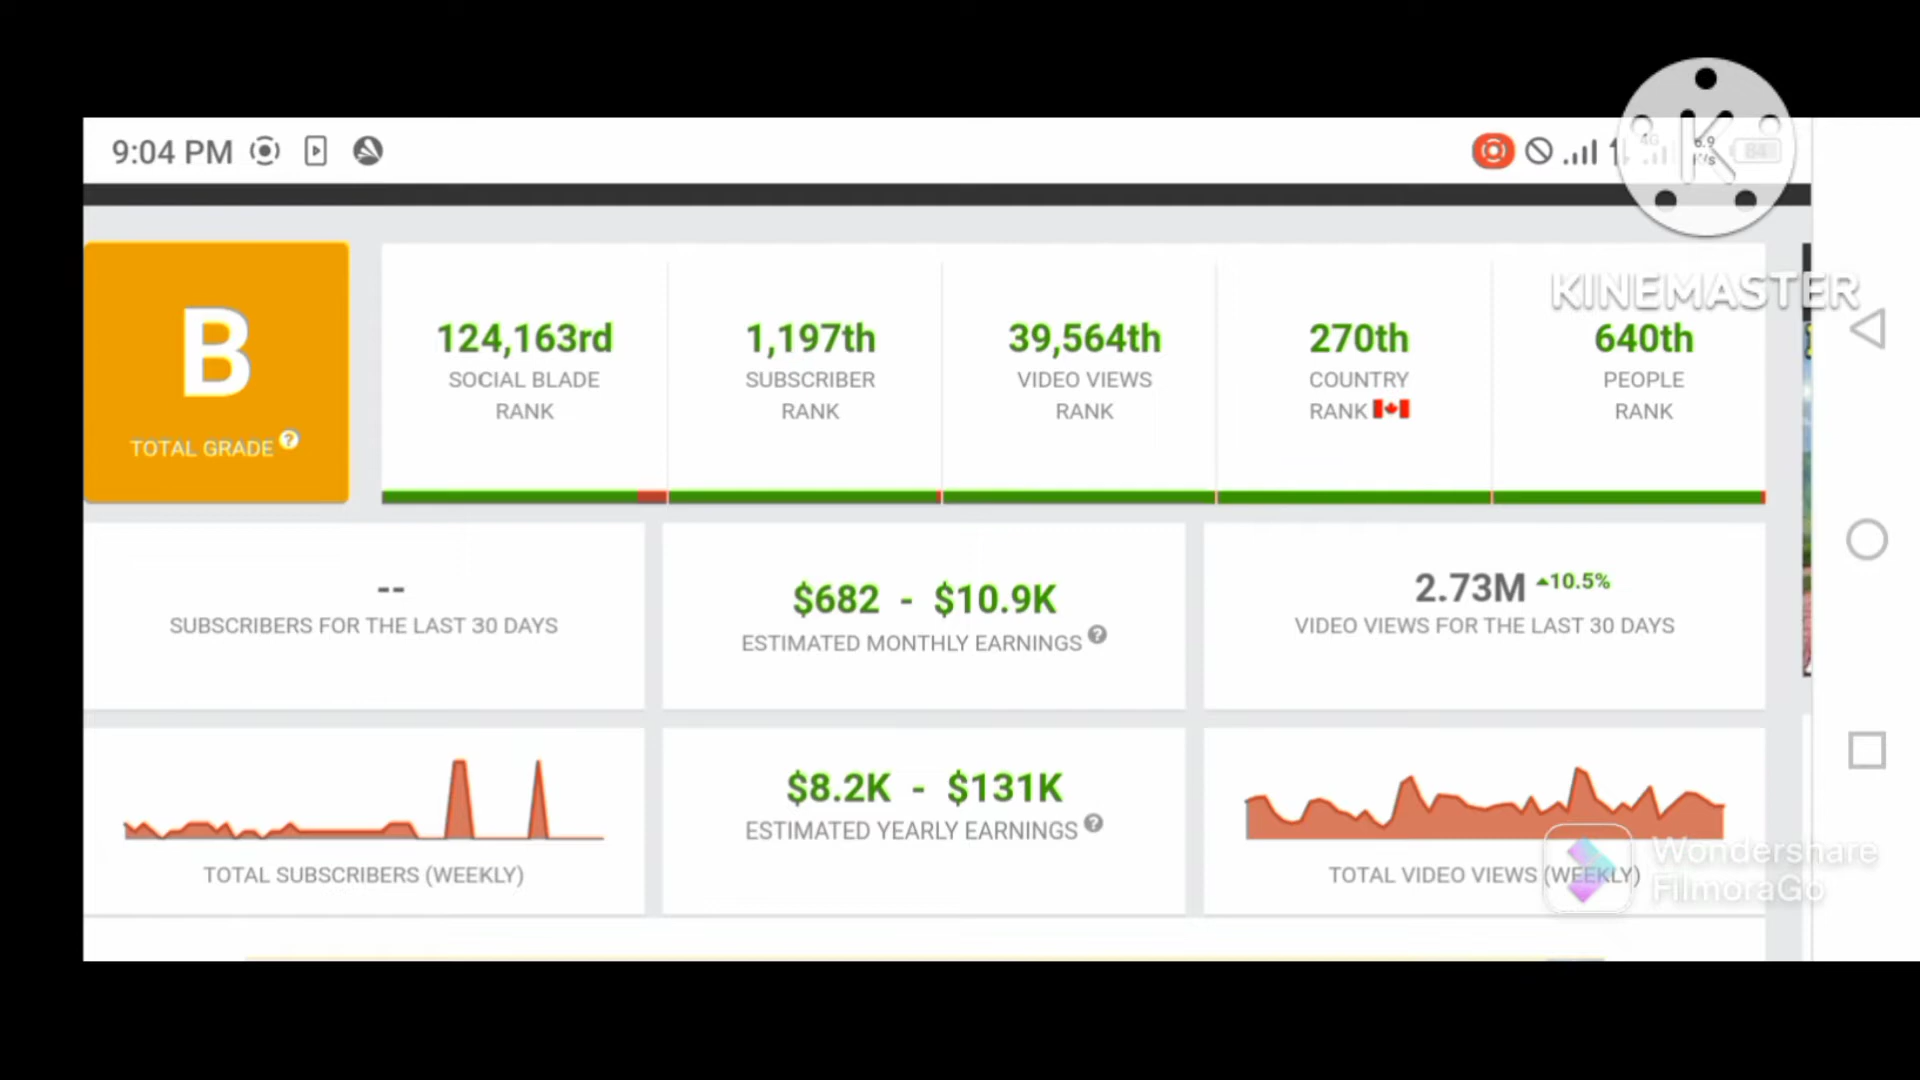 9:04 PM
KINEMASTER
B
TOTAL GRADE
124,163rd
SOCIAL BLADE
RANK
1,197th
SUBSCRIBER
RANK
39,564th
VIDEO VIEWS
RANK
270th
COUNTRY
RANK
640th
PEOPLE
RANK
--
SUBSCRIBERS FOR THE LAST 30 DAYS
$682 - $10.9K
ESTIMATED MONTHLY EARNINGS
2.73M 10.5%
VIDEO VIEWS FOR THE LAST 30 DAYS
TOTAL SUBSCRIBERS (WEEKLY)
$8.2K - $131K
ESTIMATED YEARLY EARNINGS
TOTAL VIDEO VIEWS (WEEKLY)
Wondershare
FilmoraGo